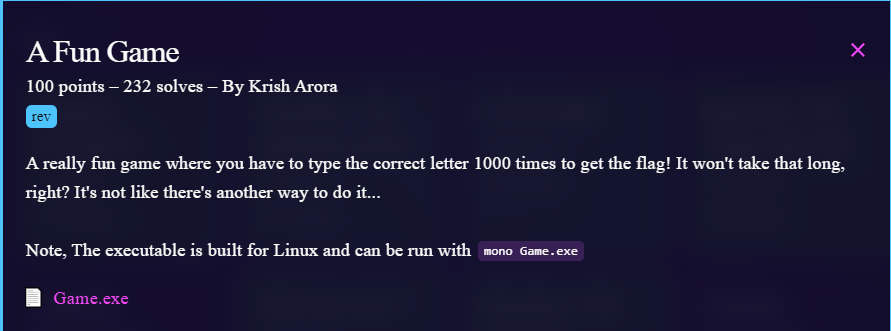 A Fun Game
100 points – 232 solves – By Krish Arora
rev
A really fun game where you have to type the correct letter 1000 times to get the flag! It won't take that long,
right? It's not like there's another way to do it...
Note, The executable is built for Linux and can be run with mono Game.exe
Game.exe